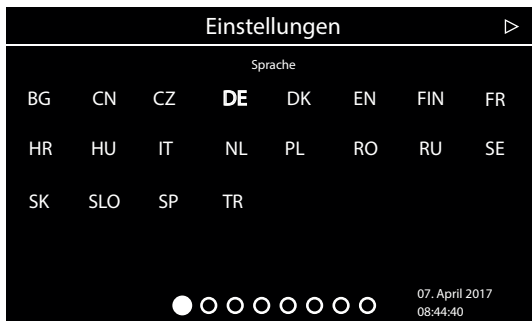 Einstellungen
Sprache
BG CN CZ DE DK EN FIN FR
HR HU IT NL PL RO RU SE
SK SLO SP TR
07. April 2017
08:44:40